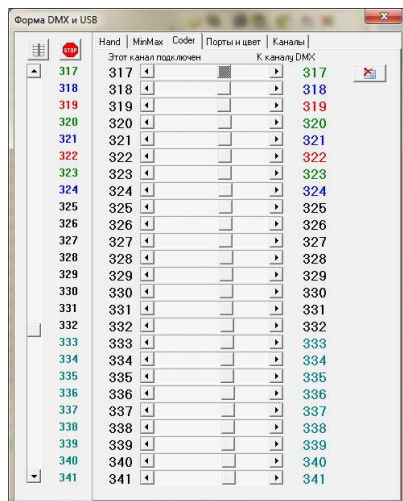 Форма DMX и USB
STOP
Hand MinMax Coder Порты и цвет Каналы
Этот канал подключен К каналу DMX
317 317 317
318 318 318
319 319 319
320 320 320
321 321 321
322 322 322
323 323 323
324 324 324
325 325 325
326 326 326
327 327 327
328 328 328
329 329 329
330 330 330
331 331 331
332 332 332
333 333 333
334 334 334
335 335 335
336 336 336
337 337 337
338 338 338
339 339 339
340 340 340
341 341 341